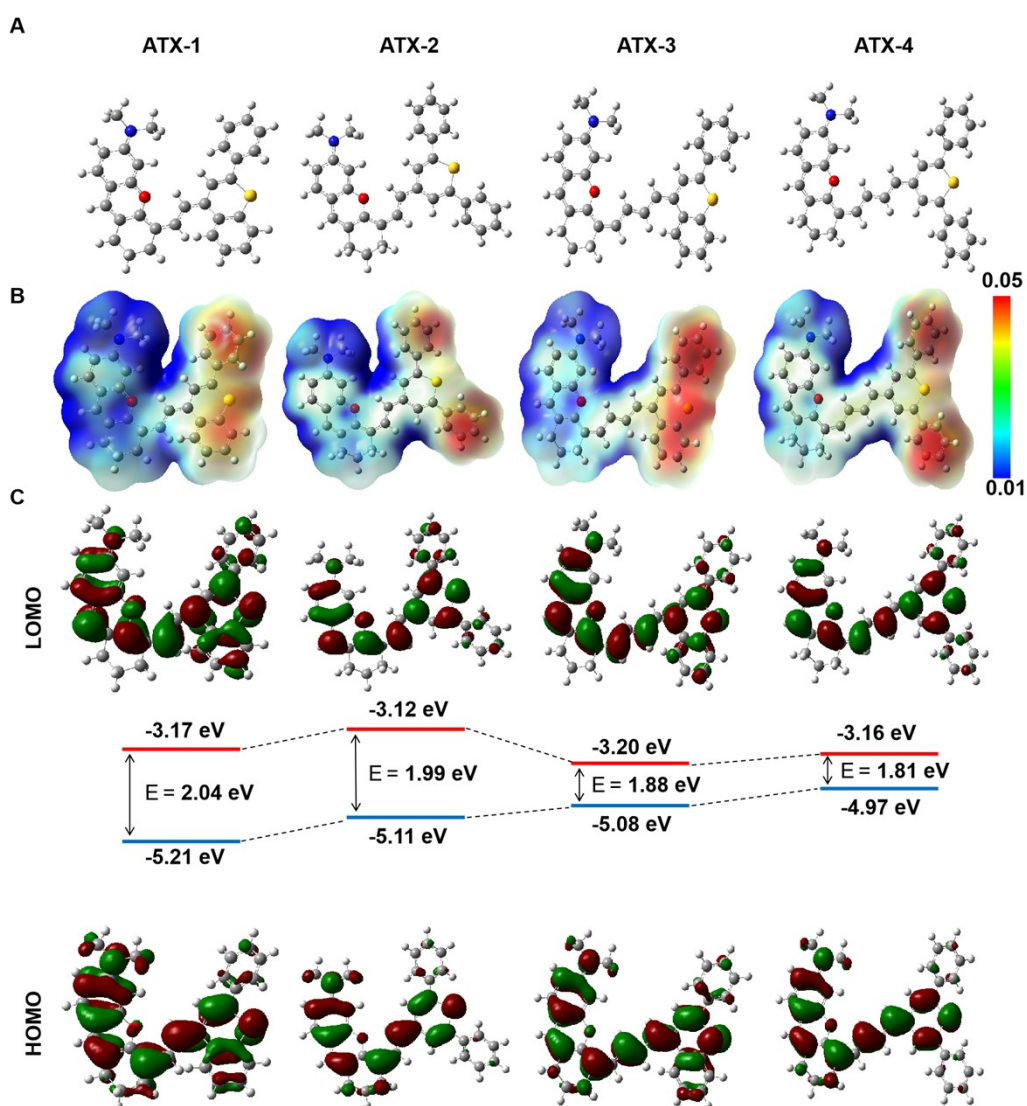 A
ATX-1 ATX-2 ATX-3 ATX-4
B
0.05
0.01
C
LOMO
-3.17 eV -3.12 eV -3.20 eV -3.16 eV
E = 2.04 eV E = 1.99 eV E = 1.88 eV E = 1.81 eV
-5.21 eV -5.11 eV -5.08 eV -4.97 eV
HOMO